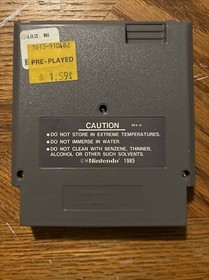 PRE-PLAYED
$1.59
CAUTION
REV-A
•DO NOT STORE IN EXTREME TEMPERATURES.
•DO NOT IMMERSE IN WATER.
•DO NOT CLEAN WITH BENZENE, THINNER,
ALCOHOL OR OTHER SUCH SOLVENTS.
Nintendo 1985